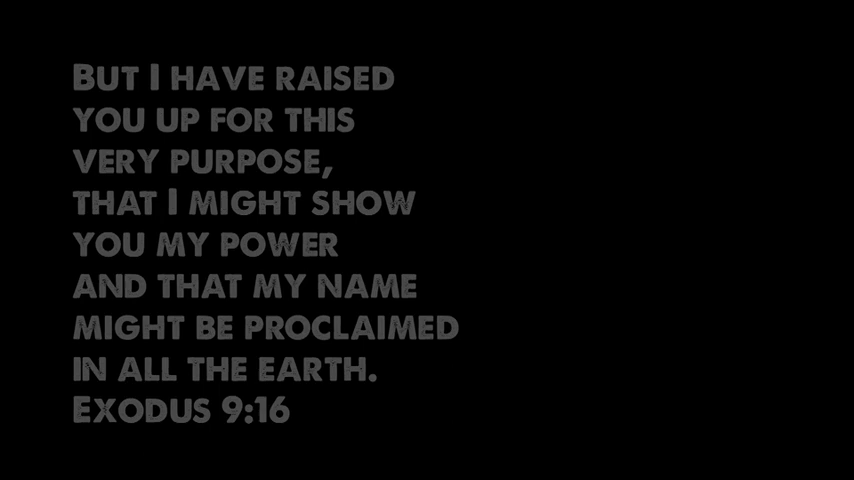 But I have raised
you up for this
very purpose,
that I might show
you my power
and that my name
might be proclaimed
in all the earth.
Exodus 9:16